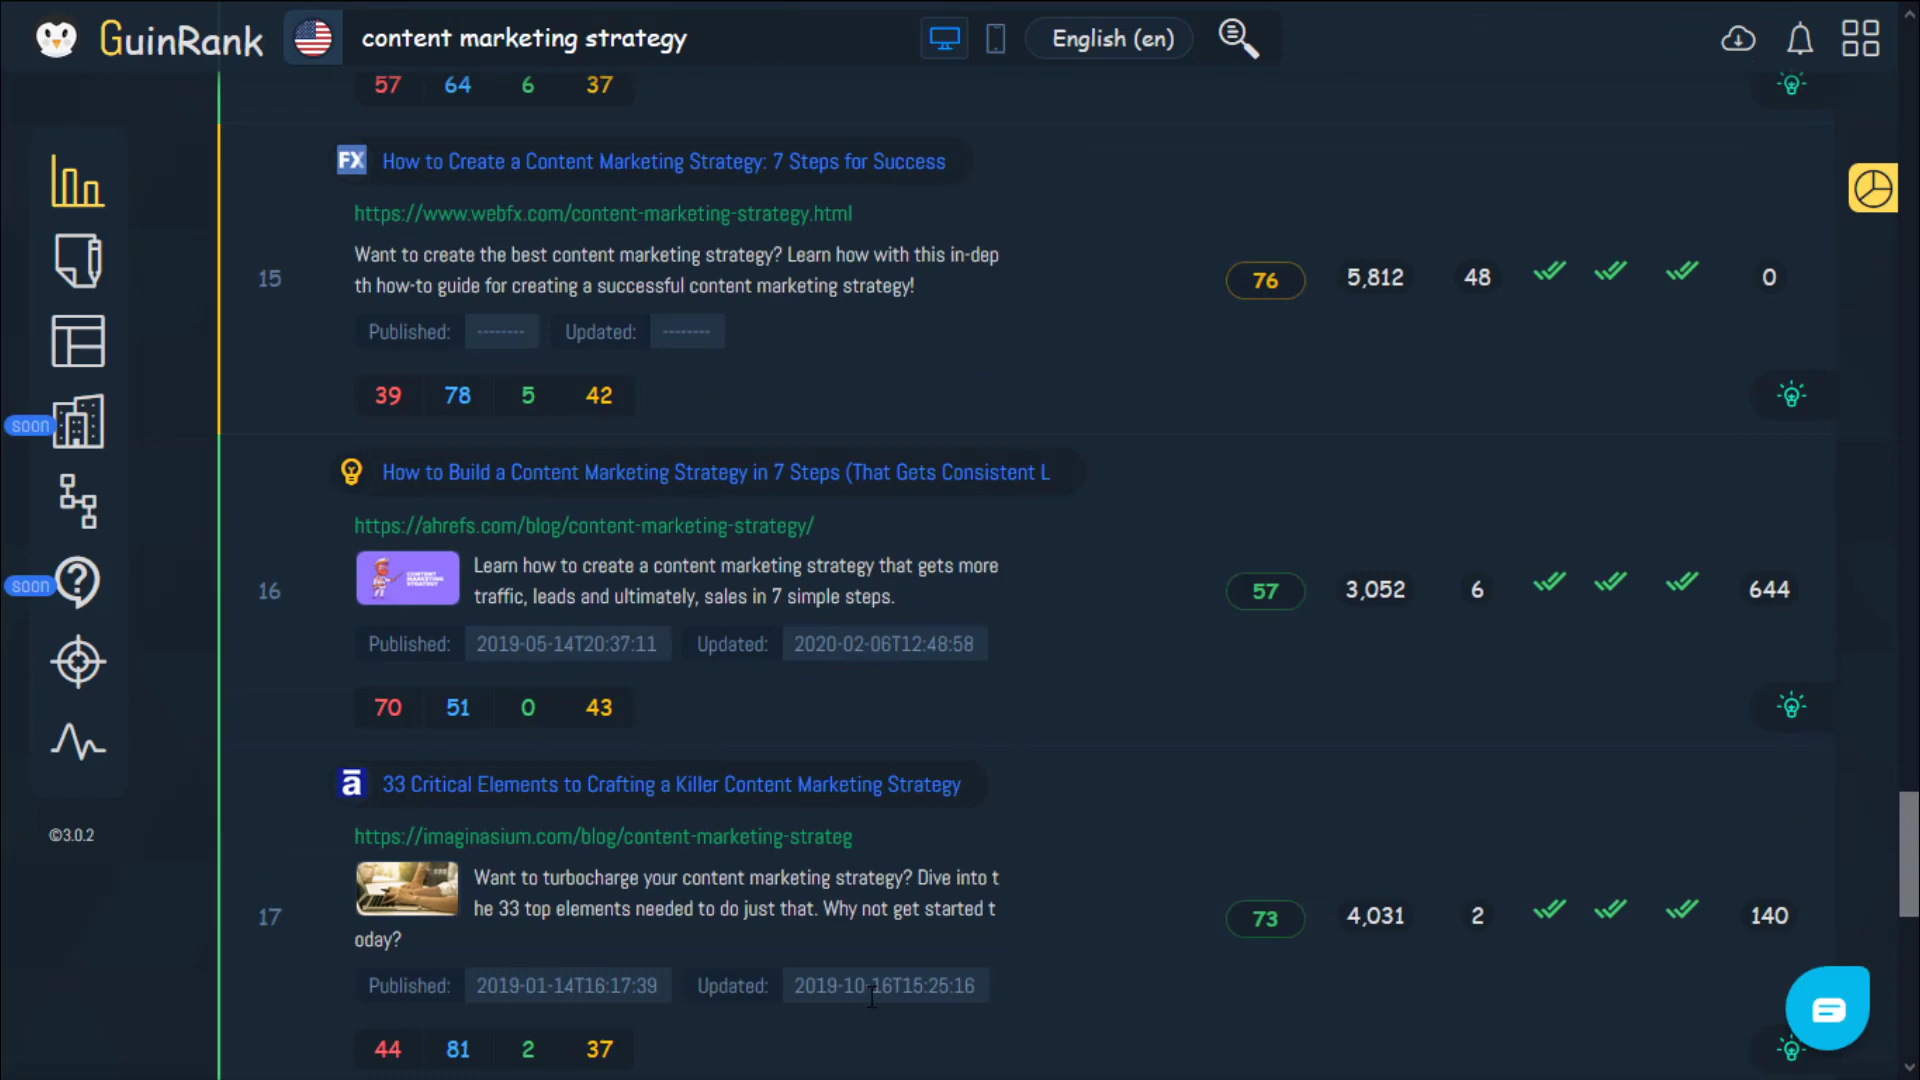 GuinRank
content marketing strategy
English (en)
57 64 6 37
FX How to Create a Content Marketing Strategy: 7 Steps for Success
https://www.webfx.com/content-marketing-strategy.html
Want to create the best content marketing strategy? Learn how with this in-dep
th how-to guide for creating a successful content marketing strategy!
15
76 5,812 48 0
Published: -------- Updated: --------
39 78 5 42
soon
How to Build a Content Marketing Strategy in 7 Steps (That Gets Consistent L
https://ahrefs.com/blog/content-marketing-strategy/
CONTENT
MARKETING
STRATEGY
Learn how to create a content marketing strategy that gets more
traffic, leads and ultimately, sales in 7 simple steps.
16
57 3,052 6 644
soon
Published: 2019-05-14T20:37:11 Updated: 2020-02-06T12:48:58
70 51 0 43
ā 33 Critical Elements to Crafting a Killer Content Marketing Strategy
https://imaginasium.com/blog/content-marketing-strateg
©3.0.2
Want to turbocharge your content marketing strategy? Dive into t
he 33 top elements needed to do just that. Why not get started t
oday?
17
73 4,031 2 140
Published: 2019-01-14T16:17:39 Updated: 2019-10-16T15:25:16
44 81 2 37